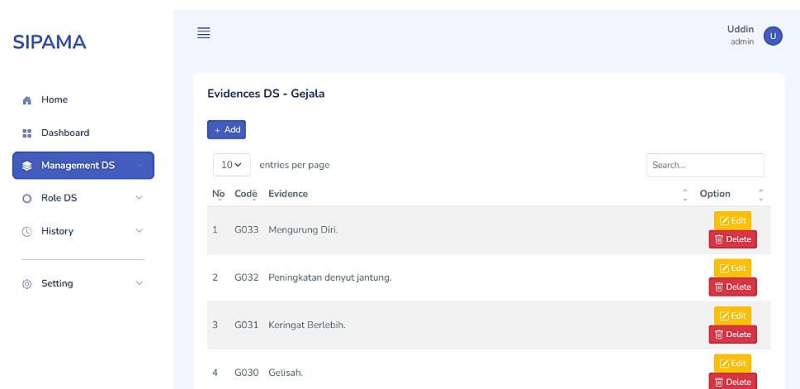 SIPAMA
Uddin
admin
U
Home
Dashboard
Management DS
Role DS
History
Setting
Evidences DS - Gejala
+ Add
10 entries per page
Search...
No Code Evidence Option
1 G033 Mengurung Diri. Edit
Delete
2 G032 Peningkatan denyut jantung. Edit
Delete
3 G031 Keringat Berlebih. Edit
Delete
4 G030 Gelisah. Edit
Delete